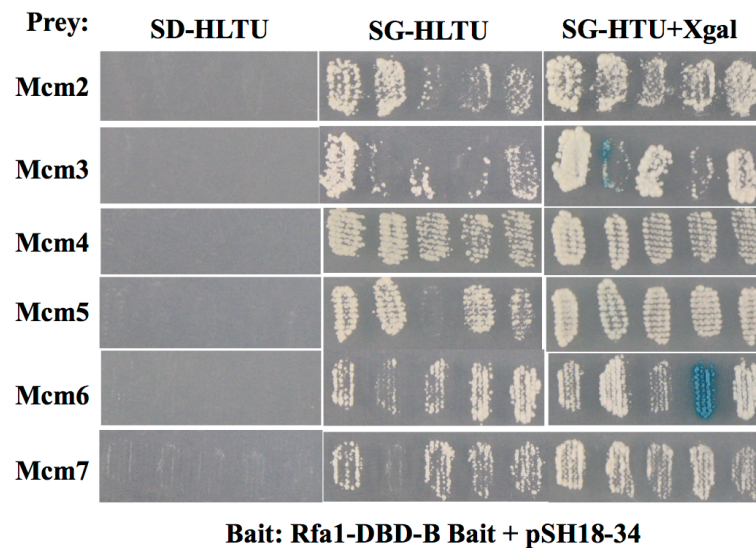 Prey: SD-HLTU SG-HLTU SG-HTU+Xgal
Mcm2
Mcm3
Mcm4
Mcm5
Mcm6
Mcm7
Bait: Rfa1-DBD-B Bait + pSH18-34